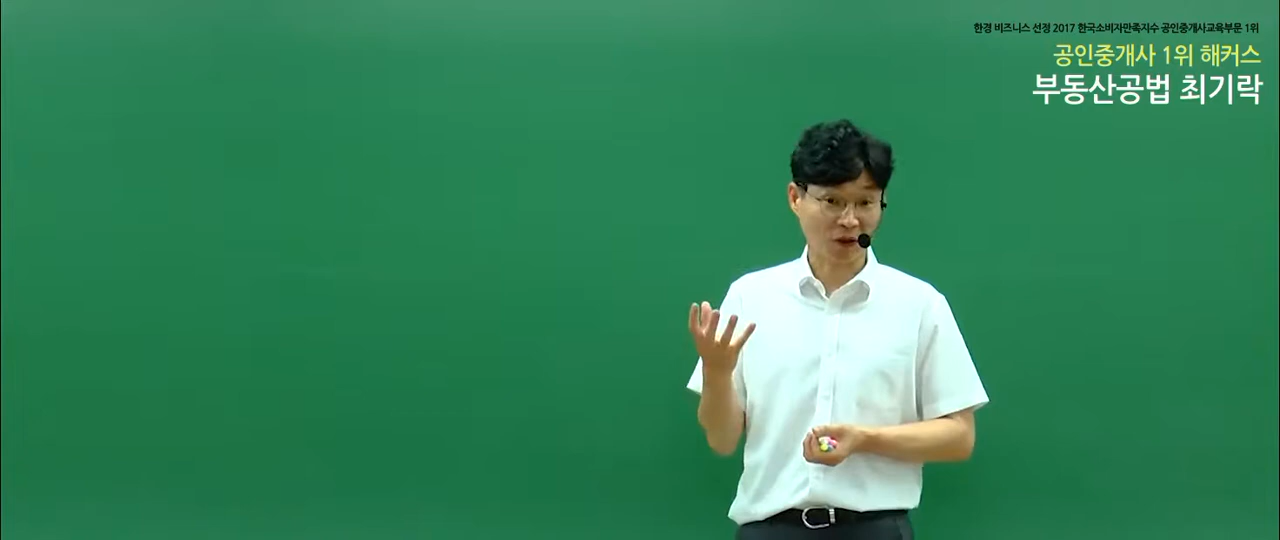 한경 비즈니스 선정 2017 한국소비자만족지수 공인중개사교육부문 1위
공인중개사 1위 해커스
부동산공법 최기락